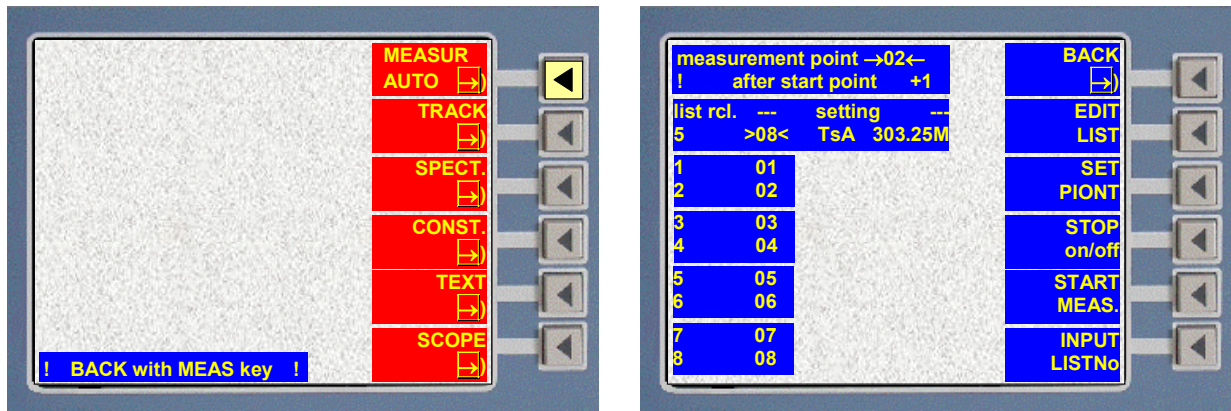 MEASUR
AUTO →)
TRACK
→)
SPECT.
→)
CONST.
→)
TEXT
→)
SCOPE
→)
! BACK with MEAS key !
measurement point →02←
! after start point +1
list rcl. --- setting ---
5 >08< TsA 303.25M
1 01
2 02
3 03
4 04
5 05
6 06
7 07
8 08
BACK
→)
EDIT
LIST
SET
PIONT
STOP
on/off
START
MEAS.
INPUT
LISTNo